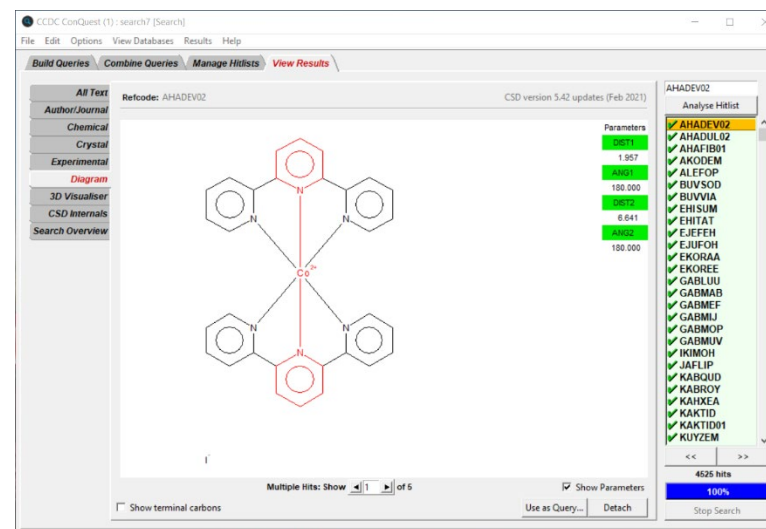 CCDC ConQuest (1) : search7 [Search]
File Edit Options View Databases Results Help
Build Queries Combine Queries Manage Hitlists View Results
All Text
Author/Journal
Chemical
Crystal
Experimental
Diagram
3D Visualiser
CSD Internals
Search Overview
Refcode: AHADEV02
CSD version 5.42 updates (Feb 2021)
Parameters
DIST1
1.957
ANG1
180.000
DIST2
6.641
ANG2
180.000
N
N
N
Co2+
N
N
N
I-
Multiple Hits: Show 1 of 5
Show Parameters
Show terminal carbons
Use as Query...
Detach
AHADEV02
Analyse Hitlist
AHADEV02
AHADUL02
AHAFIB01
AKODEM
ALEFOP
BUVSOD
BUVVIA
EHISUM
EHITAT
EJEFEH
EJUFOH
EKORAA
EKOREE
GABLUU
GABMAB
GABMEF
GABMIJ
GABMOP
GABMUV
IKIMOH
JAFLIP
KABQUD
KABROY
KAHXEA
KAKTID
KAKTID01
KUYZEM
<< >>
4525 hits
100%
Stop Search